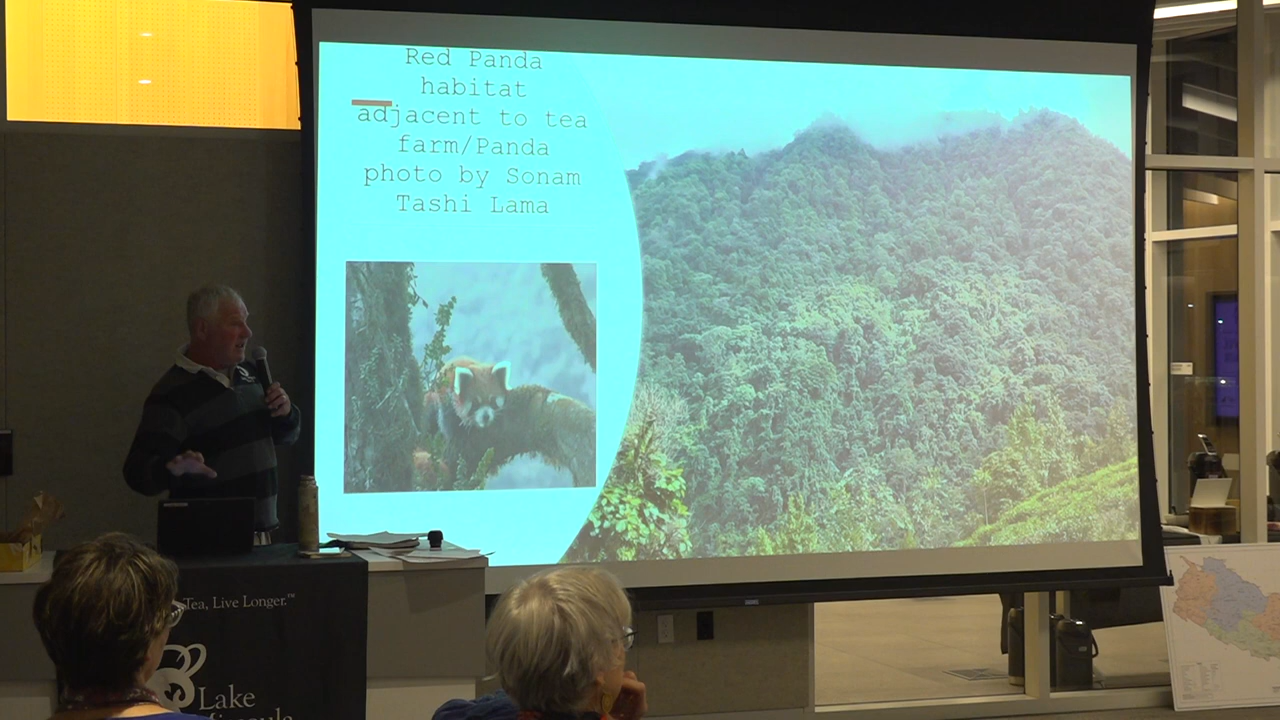 Red Panda
habitat
adjacent to tea
farm/Panda
photo by Sonam
Tashi Lama
Tea, Live Longer.™
Lake